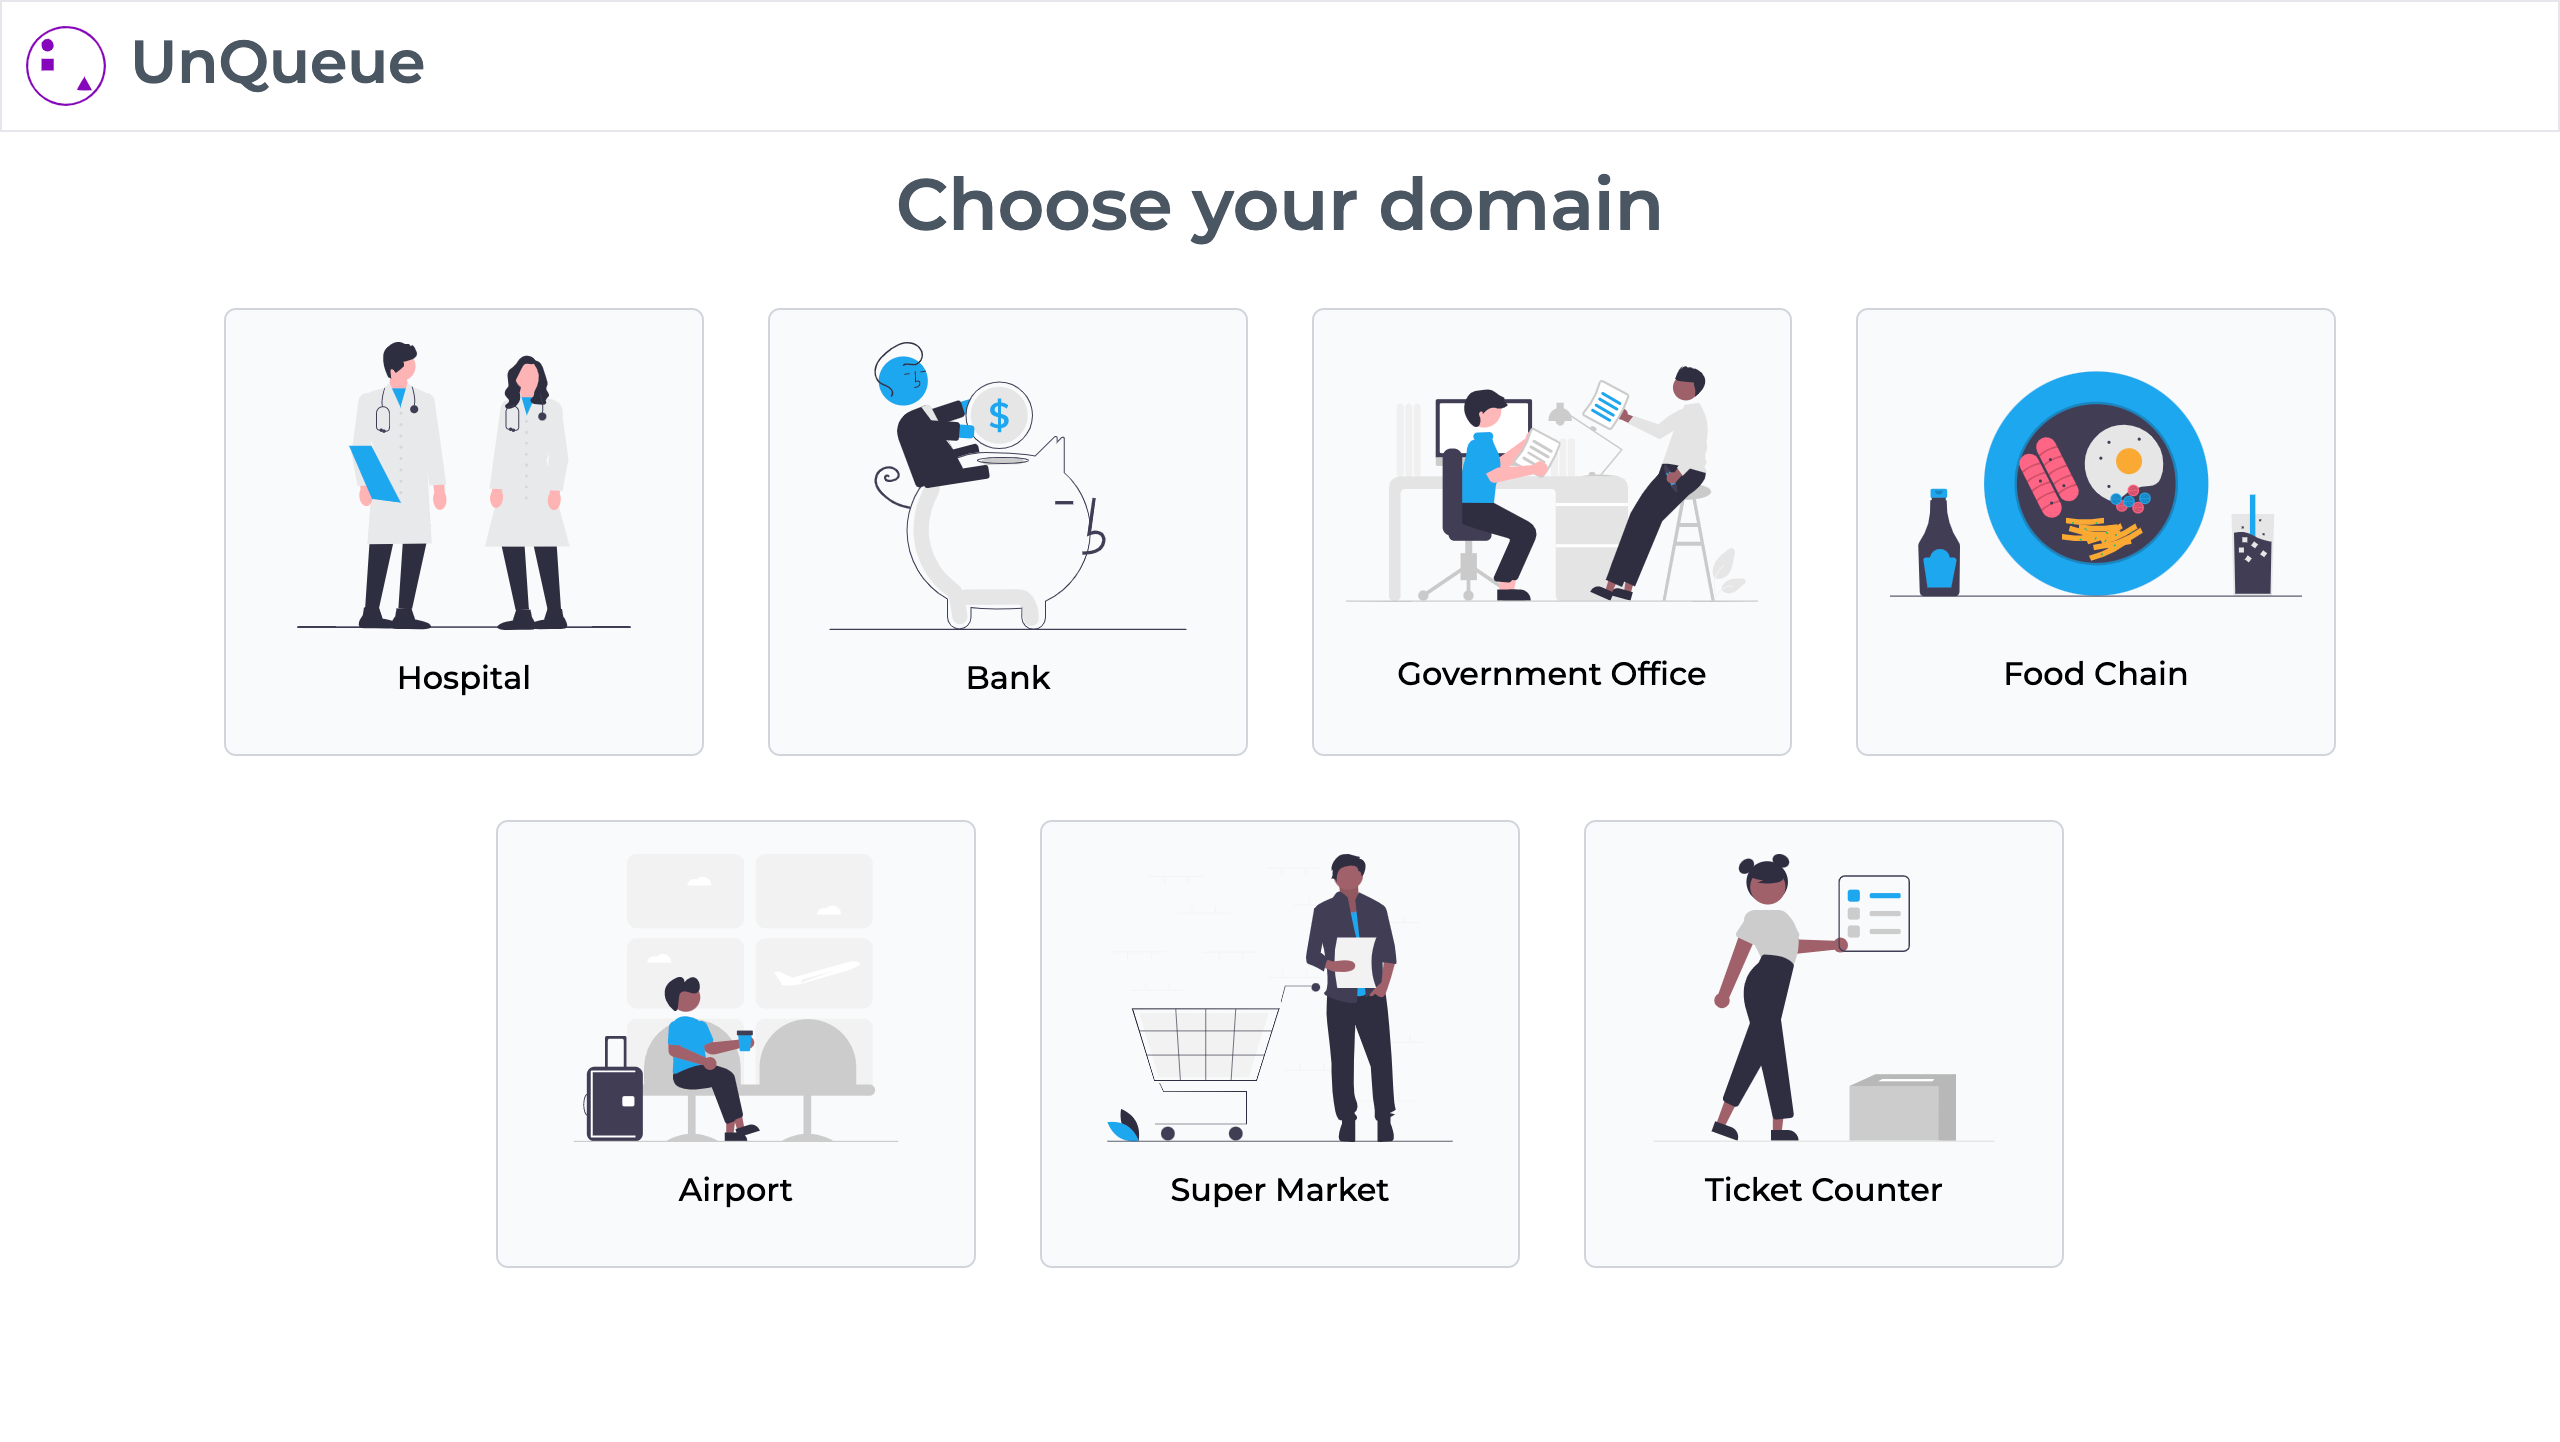 UnQueue
Choose your domain
$
Hospital
Bank
Government Office
Food Chain
Airport
Super Market
Ticket Counter